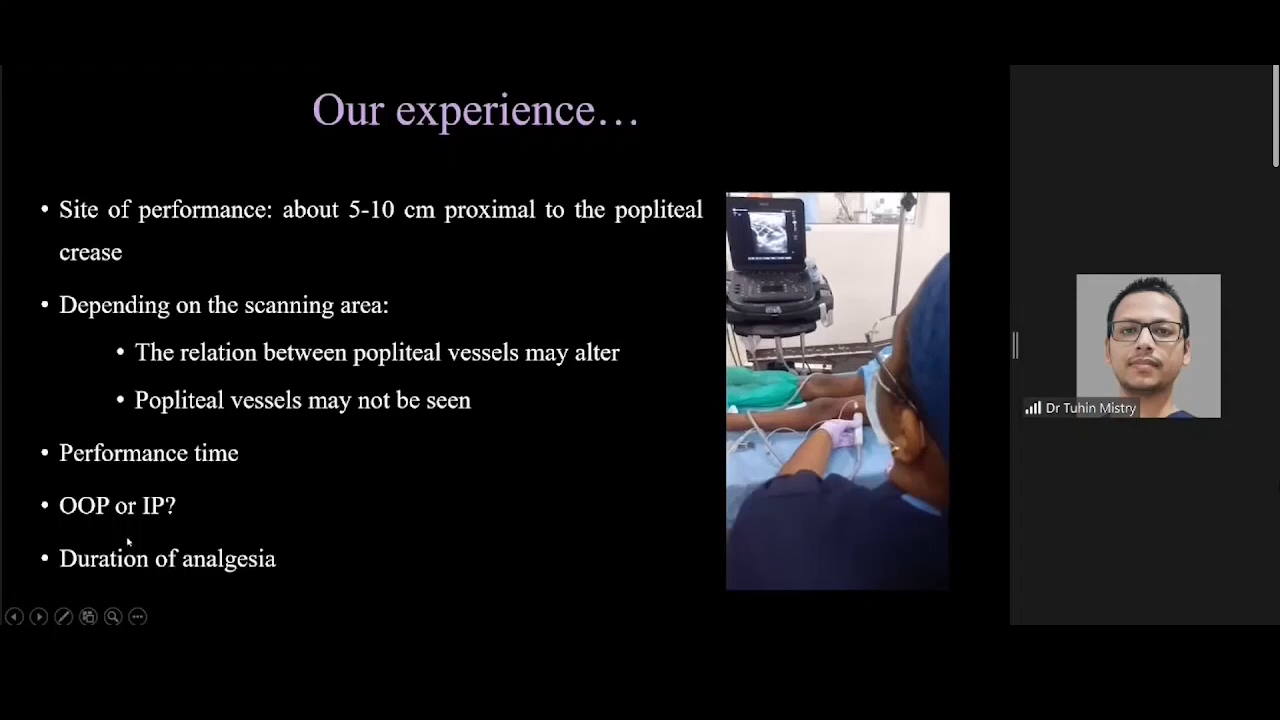 Our experience…
• Site of performance: about 5-10 cm proximal to the popliteal
crease
• Depending on the scanning area:
• The relation between popliteal vessels may alter
• Popliteal vessels may not be seen
• Performance time
• OOP or IP?
• Duration of analgesia
Dr Tuhin Mistry